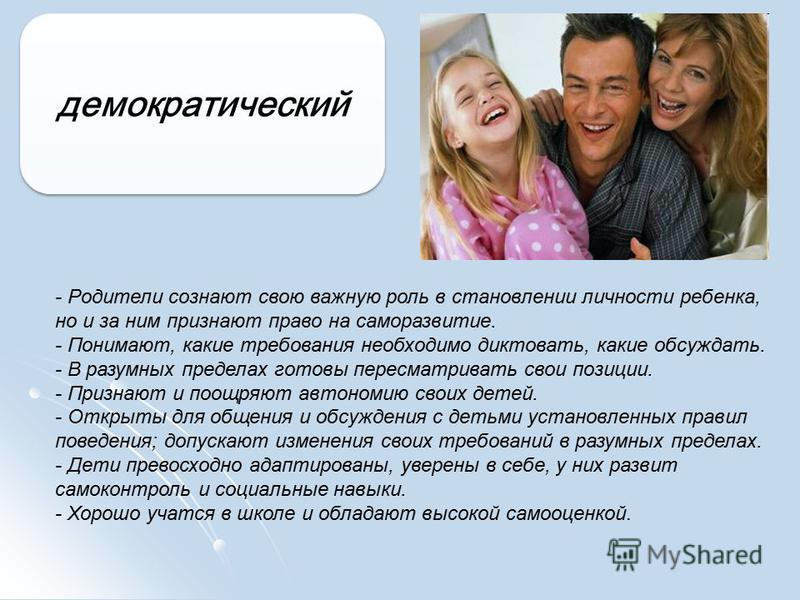 демократический
- Родители сознают свою важную роль в становлении личности ребенка,
но и за ним признают право на саморазвитие.
- Понимают, какие требования необходимо диктовать, какие обсуждать.
- В разумных пределах готовы пересматривать свои позиции.
- Признают и поощряют автономию своих детей.
- Открыты для общения и обсуждения с детьми установленных правил
поведения; допускают изменения своих требований в разумных пределах.
- Дети превосходно адаптированы, уверены в себе, у них развит
самоконтроль и социальные навыки.
- Хорошо учатся в школе и обладают высокой самооценкой.
MyShared